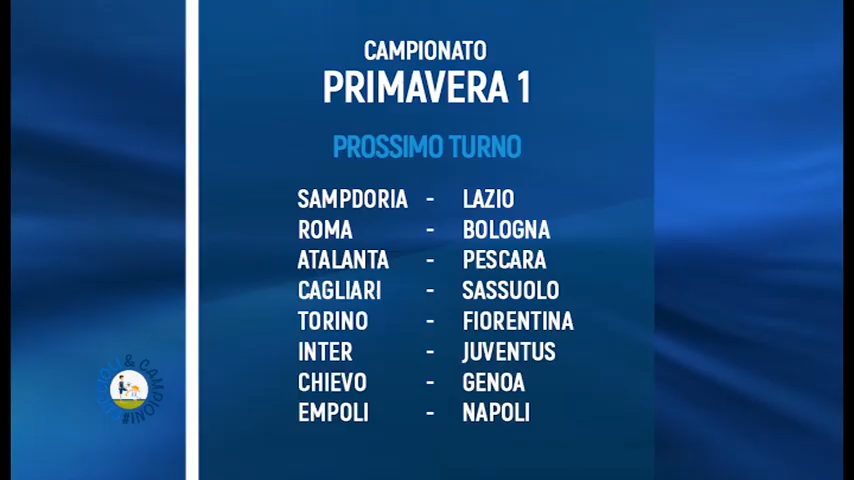 CAMPIONATO
PRIMAVERA 1
PROSSIMO TURNO
SAMPDORIA - LAZIO
ROMA - BOLOGNA
ATALANTA - PESCARA
CAGLIARI - SASSUOLO
TORINO - FIORENTINA
INTER - JUVENTUS
CHIEVO - GENOA
EMPOLI - NAPOLI
& CAMPIONI#